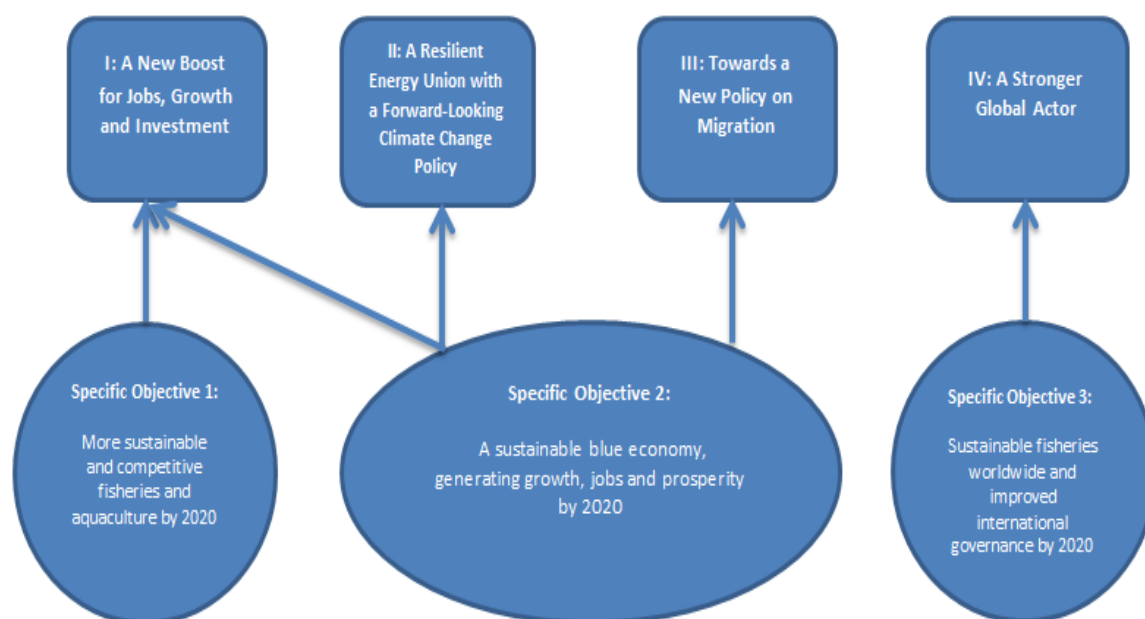 I: A New Boost
for Jobs, Growth
and Investment
II: A Resilient
Energy Union with
a Forward-Looking
Climate Change
Policy
III: Towards a
New Policy on
Migration
IV: A Stronger
Global Actor
Specific Objective 1:
More sustainable
and competitive
fisheries and
aquaculture by 2020
Specific Objective 2:
A sustainable blue economy,
generating growth, jobs and prosperity
by 2020
Specific Objective 3:
Sustainable fisheries
worldwide and
improved
international
governance by 2020